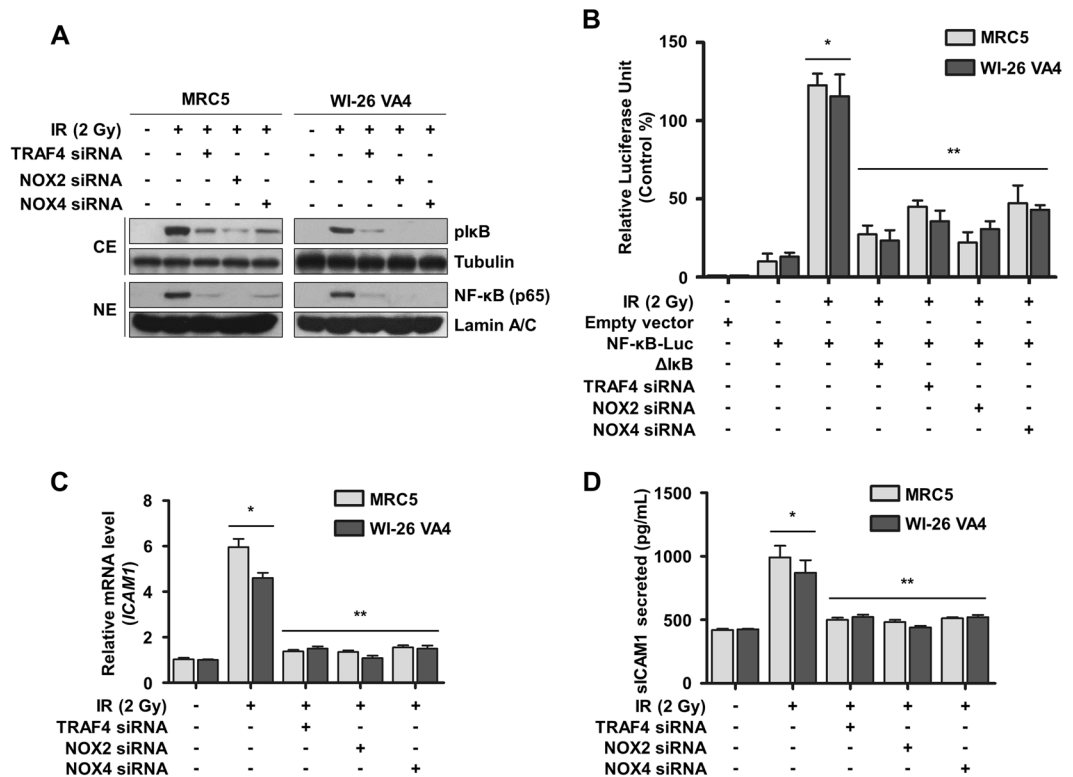 A
MRC5 WI-26 VA4
IR (2 Gy) - + + + + - + + + +
TRAF4 siRNA - - + - - - - + - -
NOX2 siRNA - - - + - - - - + -
NOX4 siRNA - - - - + - - - - +
CE pIκB
Tubulin
NE NF-κB (p65)
Lamin A/C
B
MRC5
WI-26 VA4
Relative Luciferase Unit
(Control %)
150
100
50
0
*
**
IR (2 Gy) - - + + + + +
Empty vector + - - - - - -
NF-κB-Luc - + + + + + +
ΔIκB - - - + - - -
TRAF4 siRNA - - - - + - -
NOX2 siRNA - - - - - + -
NOX4 siRNA - - - - - - +
C
MRC5
WI-26 VA4
Relative mRNA level
(ICAM1)
8
6
4
2
0
*
**
IR (2 Gy) - + + + +
TRAF4 siRNA - - + - -
NOX2 siRNA - - - + -
NOX4 siRNA - - - - +
D
MRC5
WI-26 VA4
sICAM1 secreted (pg/mL)
1500
1000
500
0
*
**
IR (2 Gy) - + + + +
TRAF4 siRNA - - + - -
NOX2 siRNA - - - + -
NOX4 siRNA - - - - +